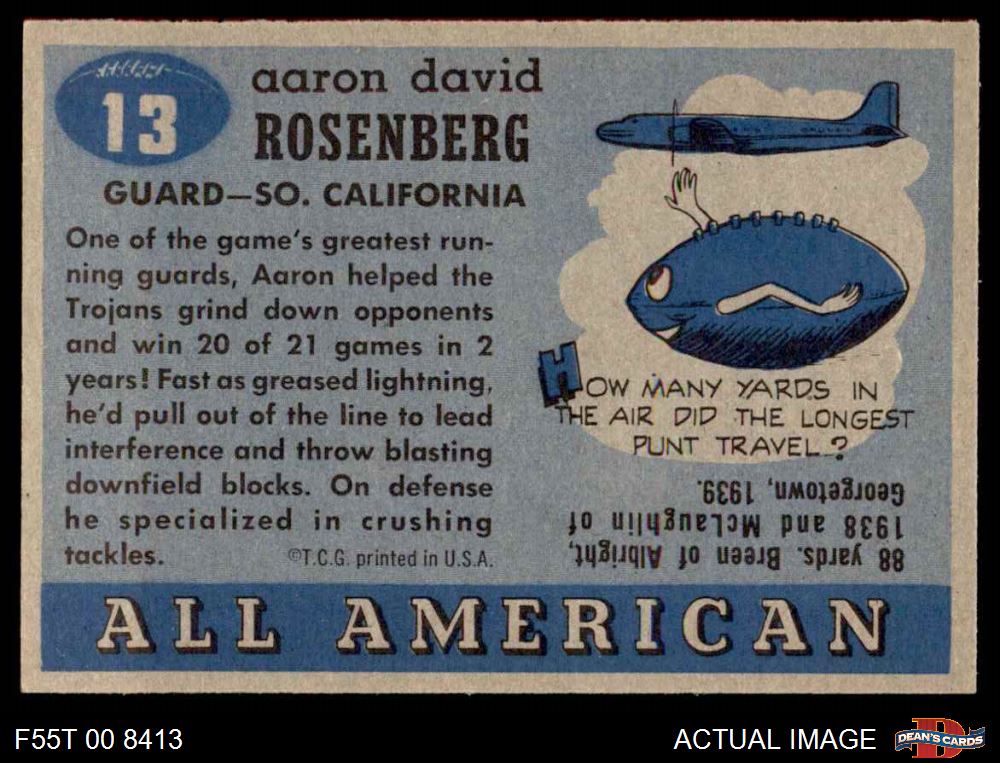 13
aaron david
ROSENBERG
GUARD—SO. CALIFORNIA
One of the game's greatest run-
ning guards, Aaron helped the
Trojans grind down opponents
and win 20 of 21 games in 2
years! Fast as greased lightning,
he'd pull out of the line to lead
interference and throw blasting
downfield blocks. On defense
he specialized in crushing
tackles.
©T.C.G. printed in U.S.A.
HOW MANY YARDS IN
THE AIR DID THE LONGEST
PUNT TRAVEL?
88 yards. Breen of Albright,
1938 and McLaughlin of
Georgetown, 1939.
ALL AMERICAN
F55T 00 8413
ACTUAL IMAGE
D
DEAN'S CARDS